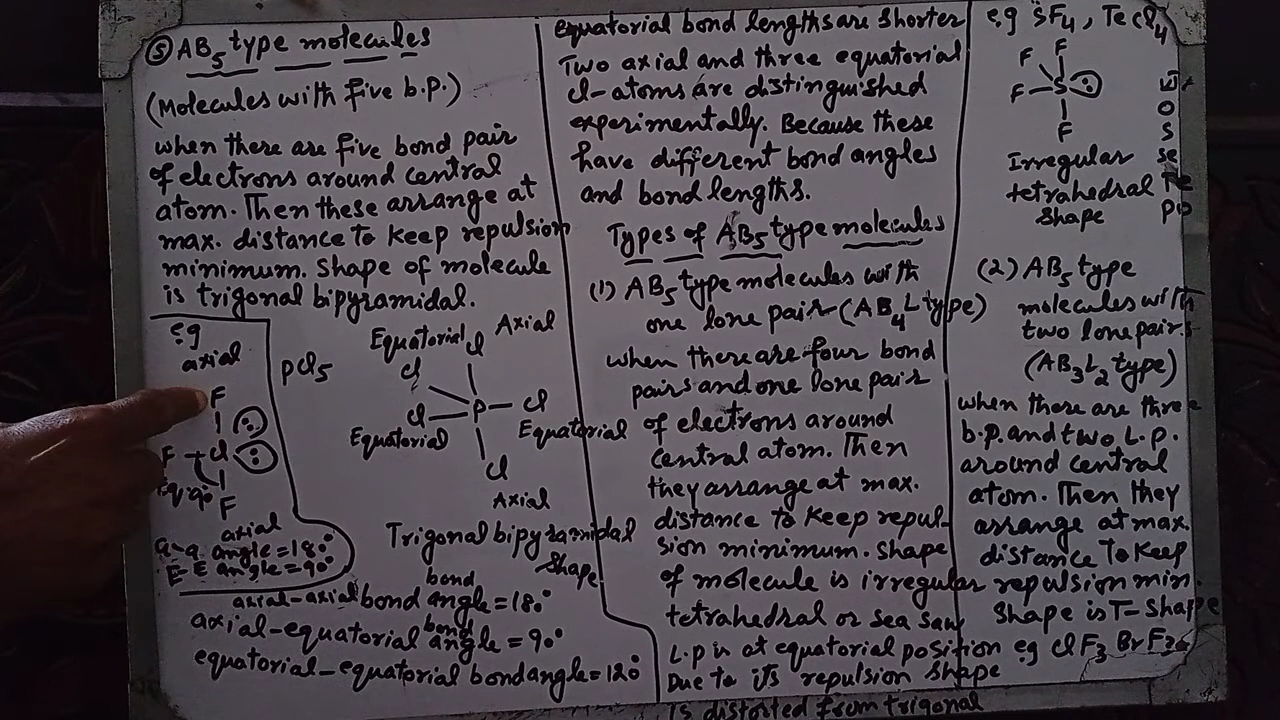 ⑤ AB5 type molecules
(Molecules with five b.p.)
when there are five bond pair
of electrons around central
atom. Then these arrange at
max. distance to keep repulsion
minimum. Shape of molecule
is trigonal bipyramidal.
e.g
axial
F
F Cl
Eq. 90°
F
axial
a-a angle=180°
E-E angle=90°
PCl5
Equatorial Axial
Cl Cl
Cl P Cl
Equatorial Equatorial
Cl
Axial
Trigonal bipyramidal
Shape
axial-axial bond angle=180°
axial-equatorial bond angle=90°
equatorial-equatorial bond angle=120°
Equatorial bond lengths are shorter
Two axial and three equatorial
Cl-atoms are distinguished
experimentally. Because these
have different bond angles
and bond lengths.
Types of AB5 type molecules
(1) AB5 type molecules with
one lone pair (AB4L type)
when there are four bond
pairs and one lone pair
of electrons around
central atom. Then
they arrange at max.
distance to keep repul-
sion minimum. Shape
of molecule is irregular
tetrahedral or sea saw
L.p is at equatorial position
Due to its repulsion shape
is distorted from trigonal
e.g SF4, TeCl4
F
F
F S
F
Irregular
tetrahedral
Shape
O
S
Se
Te
Po
(2) AB5 type
molecules with
two lone pairs
(AB3L2 type)
when there are three
b.p. and two L.p.
around central
atom. Then they
arrange at max.
distance to keep
repulsion min.
Shape is T-Shape
e.g ClF3 BrF3